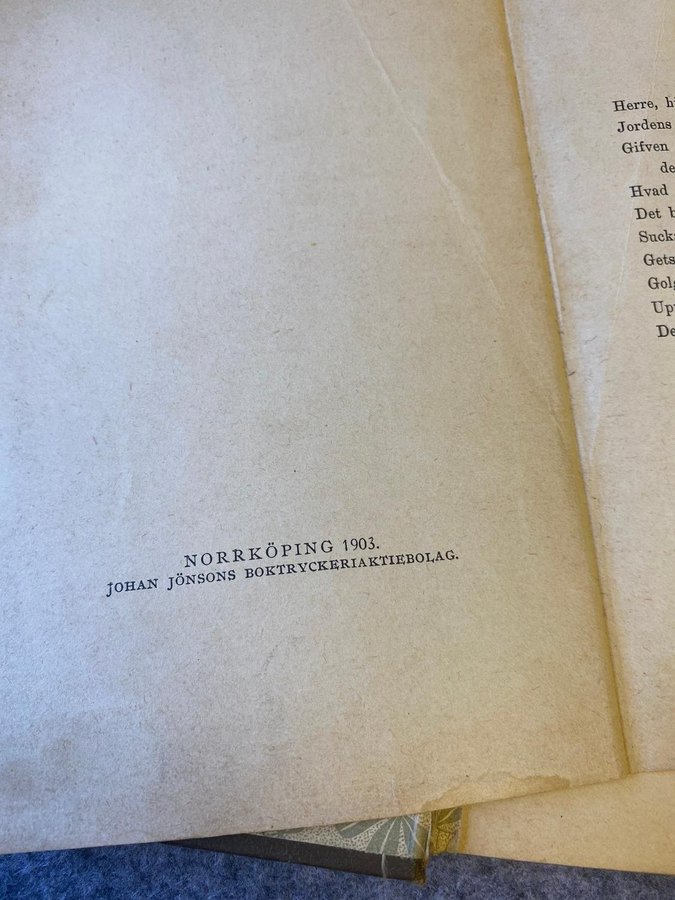 NORRKÖPING 1903.
JOHAN JÖNSONS BOKTRYCKERIAKTIEBOLAG.
Herre,
Jordens
Gifven
Hvad
Det